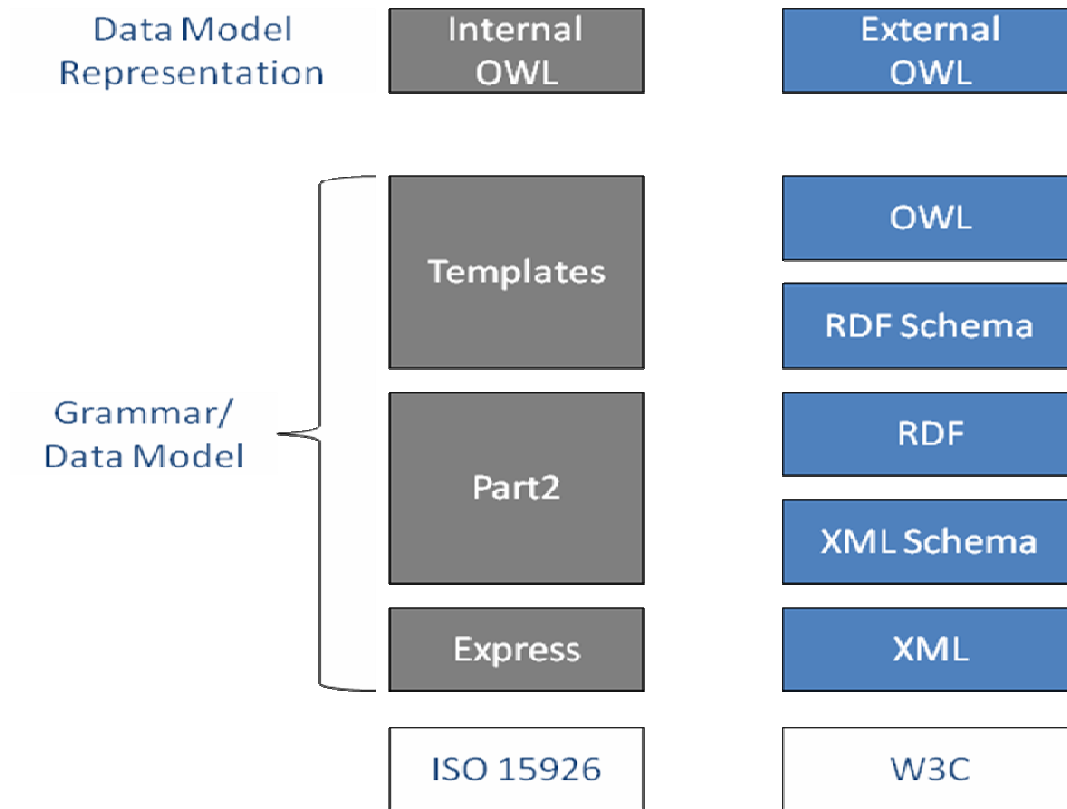 Data Model
Representation
Internal
OWL
External
OWL
Templates
OWL
RDF Schema
Grammar/
Data Model
Part2
RDF
XML Schema
Express
XML
ISO 15926
W3C